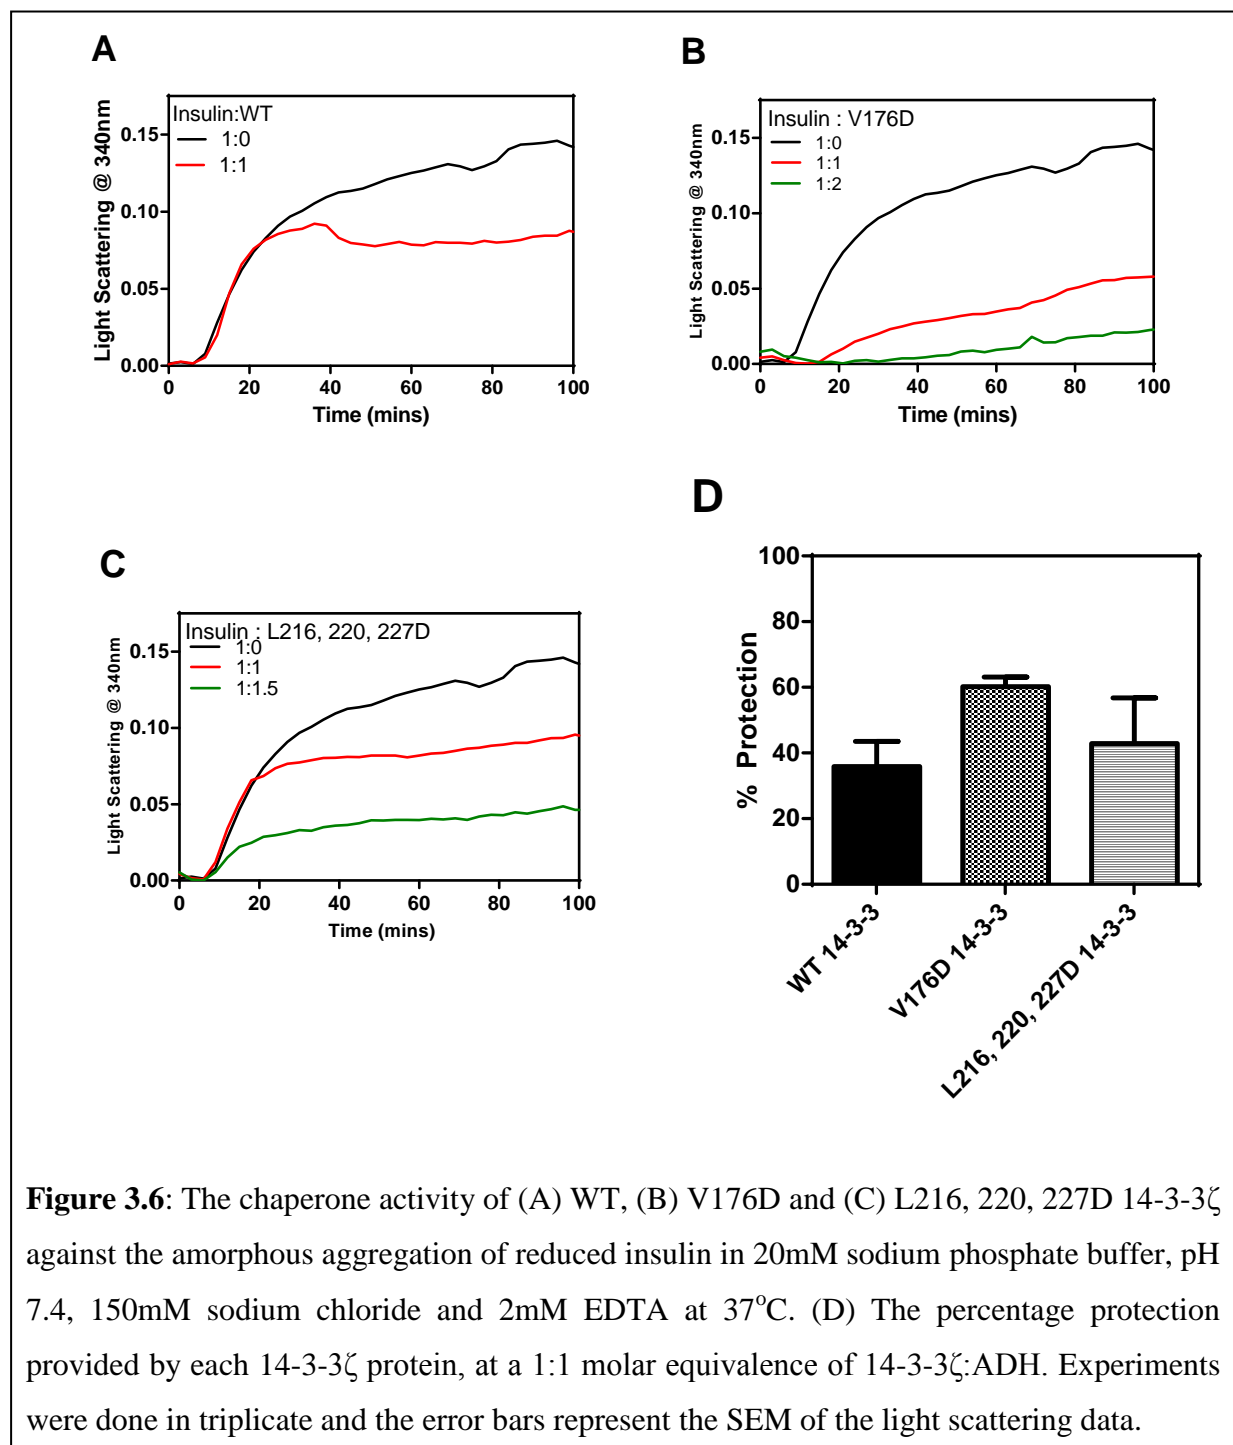 A
Insulin:WT
1:0
1:1
Light Scattering @ 340nm
0.15
0.10
0.05
0.00
0 20 40 60 80 100
Time (mins)
B
Insulin : V176D
1:0
1:1
1:2
Light Scattering @ 340nm
0.15
0.10
0.05
0.00
0 20 40 60 80 100
Time (mins)
C
Insulin : L216, 220, 227D
1:0
1:1
1:1.5
Light Scattering @ 340nm
0.15
0.10
0.05
0.00
0 20 40 60 80 100
Time (mins)
D
% Protection
100
80
60
40
20
0
WT 14-3-3
V176D 14-3-3
L216, 220, 227D 14-3-3
Figure 3.6: The chaperone activity of (A) WT, (B) V176D and (C) L216, 220, 227D 14-3-3ζ
against the amorphous aggregation of reduced insulin in 20mM sodium phosphate buffer, pH
7.4, 150mM sodium chloride and 2mM EDTA at 37°C. (D) The percentage protection
provided by each 14-3-3ζ protein, at a 1:1 molar equivalence of 14-3-3ζ:ADH. Experiments
were done in triplicate and the error bars represent the SEM of the light scattering data.